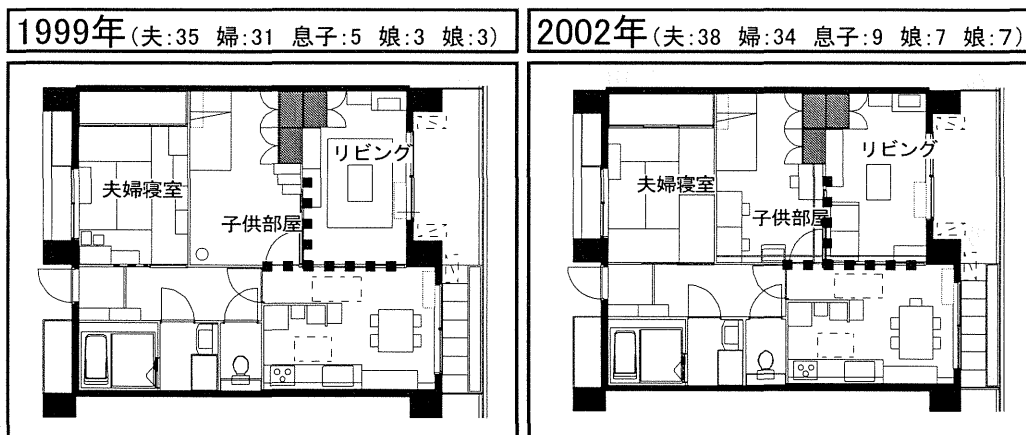 1999年(夫:35 婦:31 息子:5 娘:3 娘:3)
リビング
夫婦寝室
子供部屋
2002年(夫:38 婦:34 息子:9 娘:7 娘:7)
リビング
夫婦寝室
子供部屋